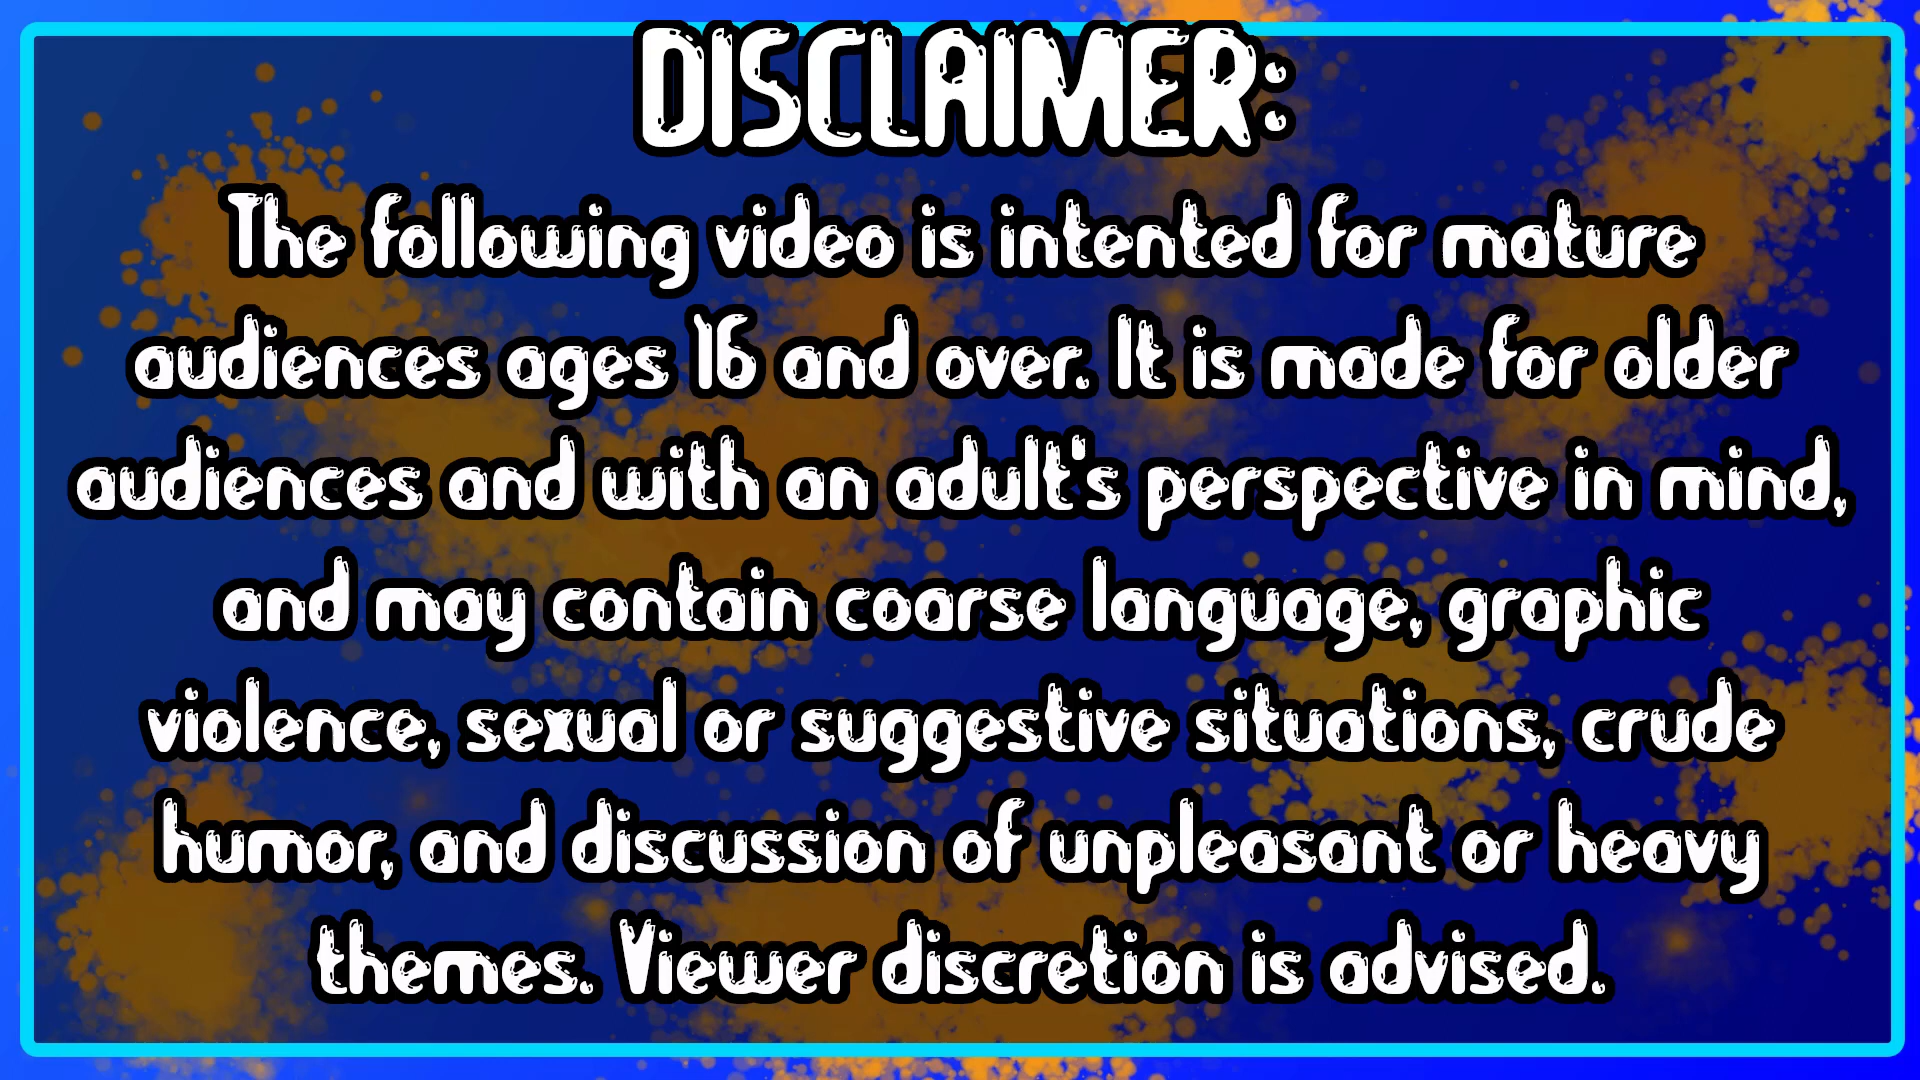 DISCLAIMER:
The following video is intented for mature
audiences ages 16 and over. It is made for older
audiences and with an adult's perspective in mind,
and may contain coarse language, graphic
violence, sexual or suggestive situations, crude
humor, and discussion of unpleasant or heavy
themes. Viewer discretion is advised.